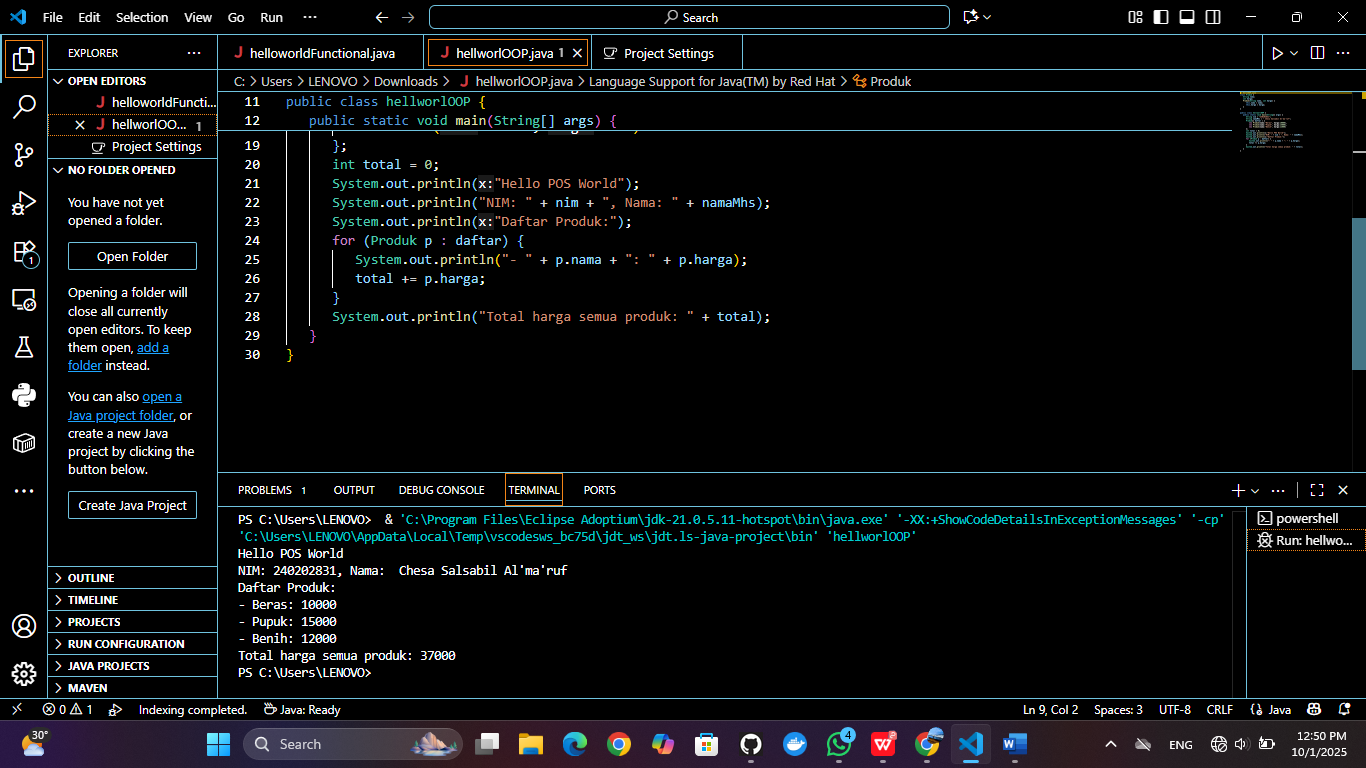 File Edit Selection View Go Run ··· Search
EXPLORER ···
OPEN EDITORS
helloworldFuncti...
hellworlOO... 1
Project Settings
NO FOLDER OPENED
You have not yet
opened a folder.
Open Folder
Opening a folder will
close all currently
open editors. To keep
them open, add a
folder instead.
You can also open a
Java project folder, or
create a new Java
project by clicking the
button below.
Create Java Project
OUTLINE
TIMELINE
PROJECTS
RUN CONFIGURATION
JAVA PROJECTS
MAVEN
1
helloworldFunctional.java hellworlOOP.java 1 Project Settings
C: > Users > LENOVO > Downloads > hellworlOOP.java > Language Support for Java(TM) by Red Hat > Produk
11 public class hellworlOOP {
12 public static void main(String[] args) {
19 };
20 int total = 0;
21 System.out.println(x:"Hello POS World");
22 System.out.println("NIM: " + nim + ", Nama: " + namaMhs);
23 System.out.println(x:"Daftar Produk:");
24 for (Produk p : daftar) {
25 System.out.println("- " + p.nama + ": " + p.harga);
26 total += p.harga;
27 }
28 System.out.println("Total harga semua produk: " + total);
29 }
30 }
PROBLEMS 1 OUTPUT DEBUG CONSOLE TERMINAL PORTS
PS C:\Users\LENOVO> & 'C:\Program Files\Eclipse Adoptium\jdk-21.0.5.11-hotspot\bin\java.exe' '-XX:+ShowCodeDetailsInExceptionMessages' '-cp'
'C:\Users\LENOVO\AppData\Local\Temp\vscodesws_bc75d\jdt_ws\jdt.ls-java-project\bin' 'hellworlOOP'
Hello POS World
NIM: 240202831, Nama:  Chesa Salsabil Al'ma'ruf
Daftar Produk:
- Beras: 10000
- Pupuk: 15000
- Benih: 12000
Total harga semua produk: 37000
PS C:\Users\LENOVO>
powershell
Run: hellwo...
0 1 Indexing completed. Java: Ready Ln 9, Col 2 Spaces: 3 UTF-8 CRLF {} Java
30° Search 4 ENG 12:50 PM
10/1/2025